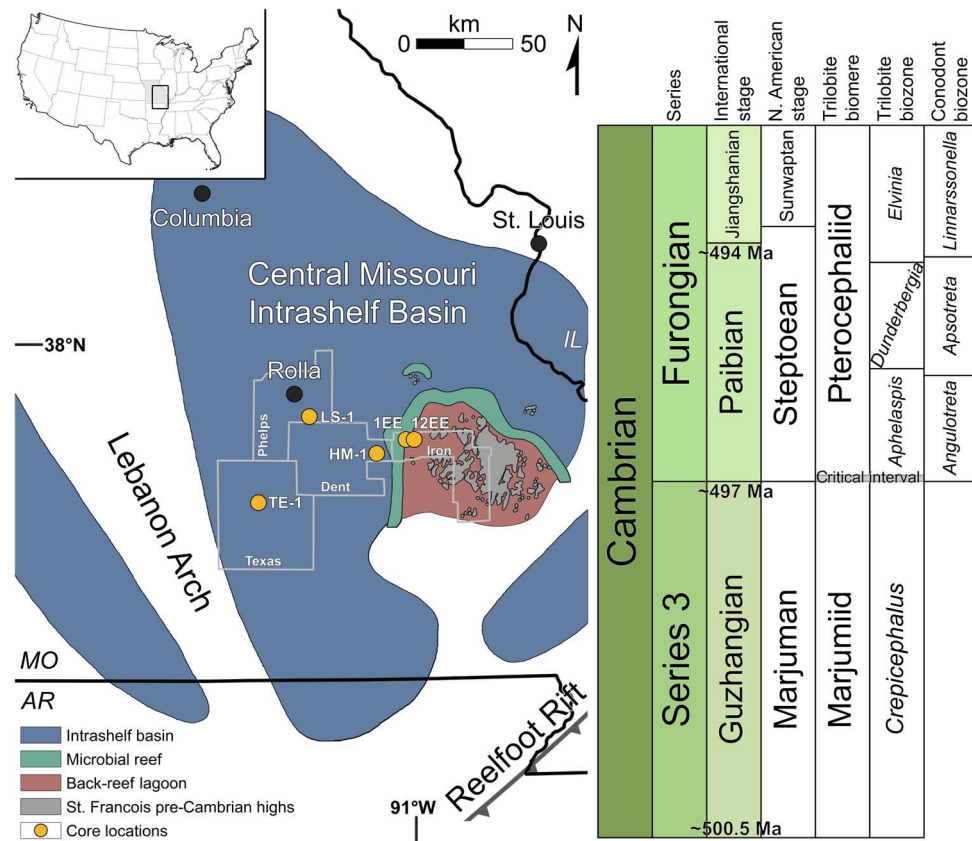 km
0
50
N
Columbia
St. Louis
Central Missouri
Intrashelf Basin
IL
38°N
Rolla
Phelps
LS-1
1EE
12EE
HM-1
Iron
Dent
TE-1
Texas
Lebanon Arch
MO
AR
Reelfoot Rift
91°W
Intrashelf basin
Microbial reef
Back-reef lagoon
St. Francois pre-Cambrian highs
Core locations
Series
International
stage
N. American
stage
Trilobite
biomere
Trilobite
biozone
Conodont
biozone
Cambrian
Furongian
Series 3
Jiangshanian
~494 Ma
Paibian
~497 Ma
Guzhangian
~500.5 Ma
Sunwaptan
Steptoean
Marjuman
Pterocephaliid
Critical interval
Marjumiid
Elvinia
Dunderbergia
Aphelaspis
Crepicephalus
Linnarssonella
Apsotreta
Angulotreta